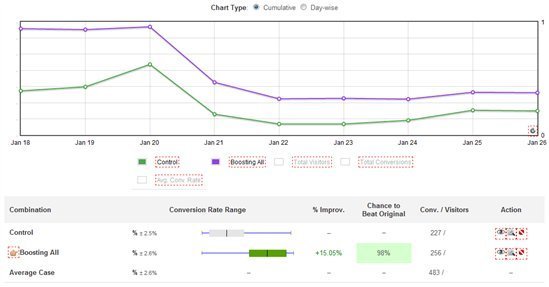 Chart Type: Cumulative Day-wise
1
0
Jan 18 Jan 19 Jan 20 Jan 21 Jan 22 Jan 23 Jan 24 Jan 25 Jan 26
Control Boosting All Total Visitors Total Conversions
Avg. Conv. Rate
Combination Conversion Rate Range % Improv. Chance to Beat Original Conv. / Visitors Action
Control % ± 2.5% – – 227 /
Boosting All % ± 2.6% +15.05% 98% 256 /
Average Case % ± 2.6% – – – 483 /